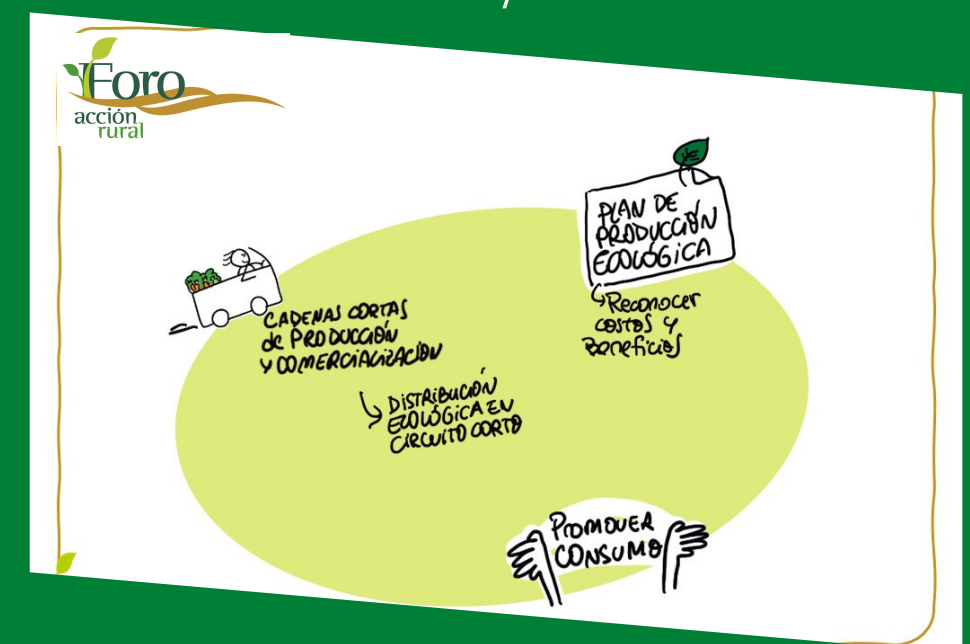 Foro
acción
rural
PLAN DE
PRODUCCIÓN
ECOLÓGICA
Reconocer
costos y
Beneficios
CADENAS CORTAS
de PRODUCCIÓN
y COMERCIALIZACIÓN
DISTRIBUCIÓN
ECOLÓGICA EN
CIRCUITO CORTO
PROMOVER
CONSUMO